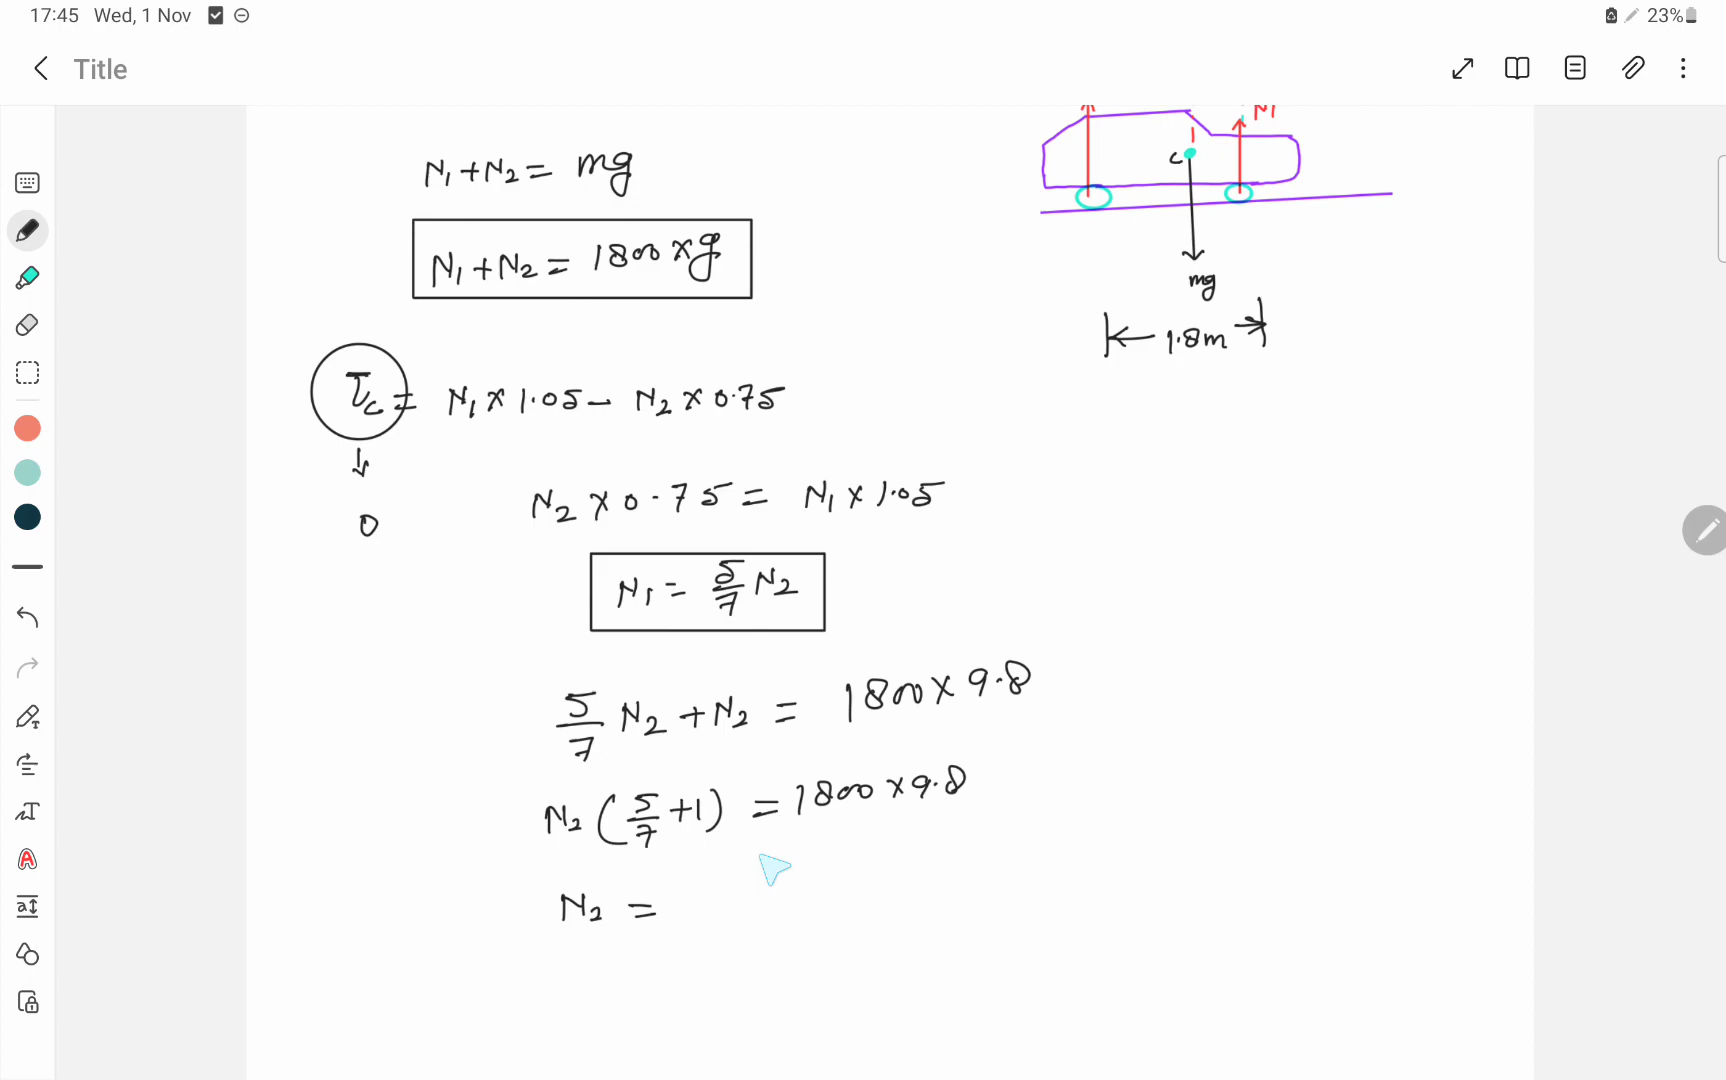 17:45 Wed, 1 Nov
23%
Title
N₁ + N₂ = mg
N₁ + N₂ = 1800 × g
N1
C
mg
1.8m
τ_c = N₁ × 1.05 - N₂ × 0.75
↓
0
N₂ × 0.75 = N₁ × 1.05
N₁ = 5/7 N₂
5/7 N₂ + N₂ = 1800 × 9.8
N₂ (5/7 + 1) = 1800 × 9.8
N₂ =